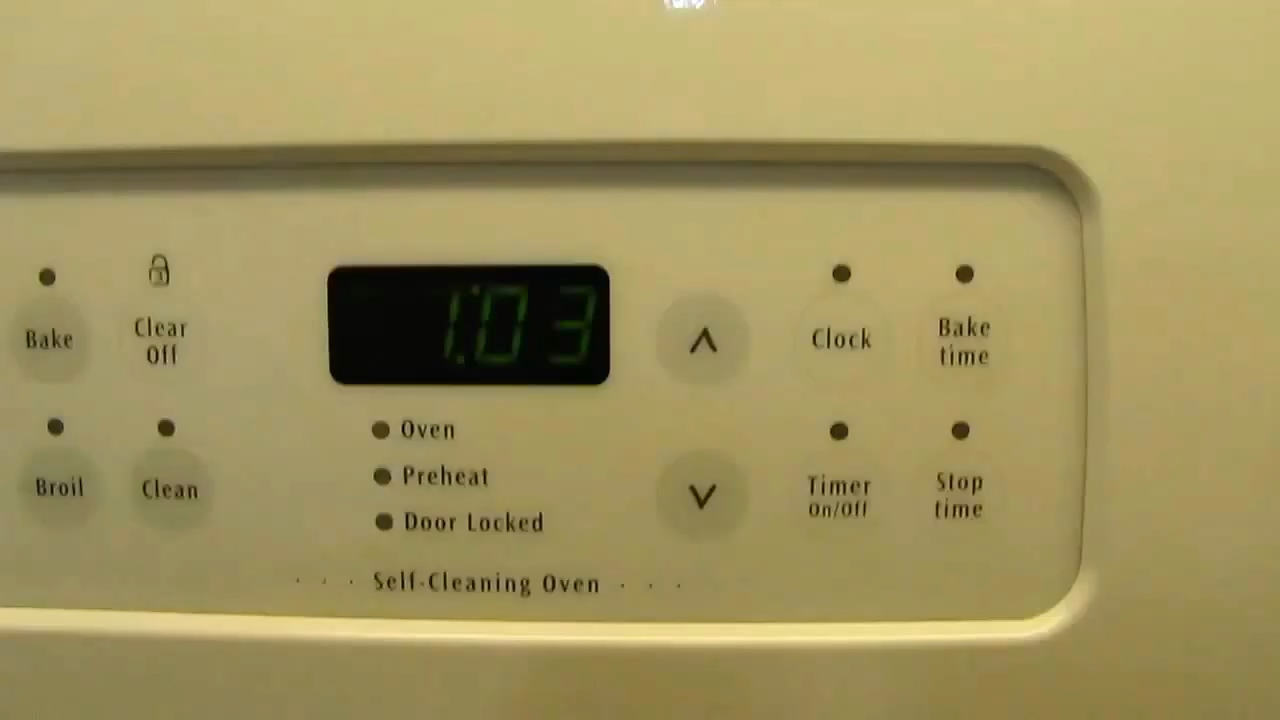 1:03
Bake
Clear
Off
Clock
Bake
time
Oven
Preheat
Door Locked
Broil
Clean
Timer
On/Off
Stop
time
Self-Cleaning Oven